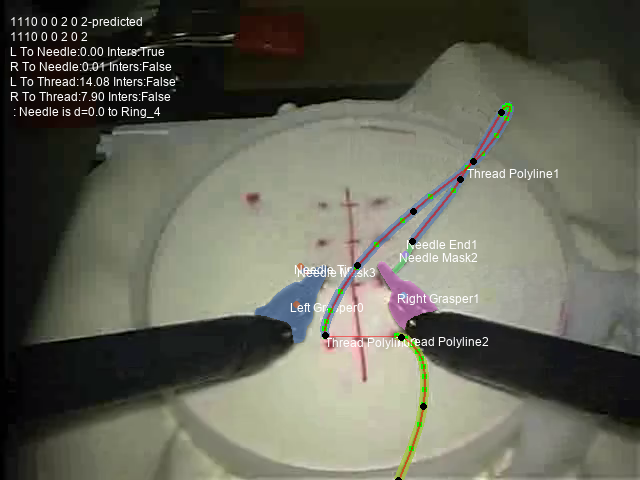 1110 0 0 2 0 2-predicted
1110 0 0 2 0 2
L To Needle:0.00 Inters:True
R To Needle:0.01 Inters:False
L To Thread:14.08 Inters:False
R To Thread:7.90 Inters:False
: Needle is d=0.0 to Ring_4
Thread Polyline1
Needle End1
Needle Mask2
Needle
Right Grasper1
Left Grasper0
Thread
Polyline2